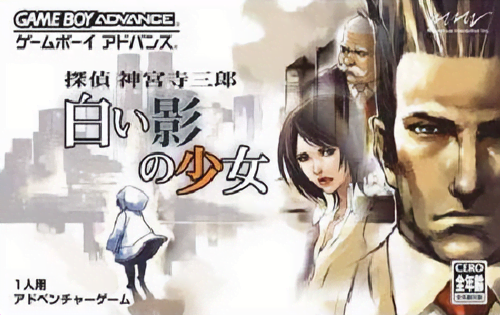 GAME BOY ADVANCE
ゲームボーイ アドバンス
探偵 神宮寺三郎
白い影
の少女
1人用
アドベンチャーゲーム
CERO
全年齢